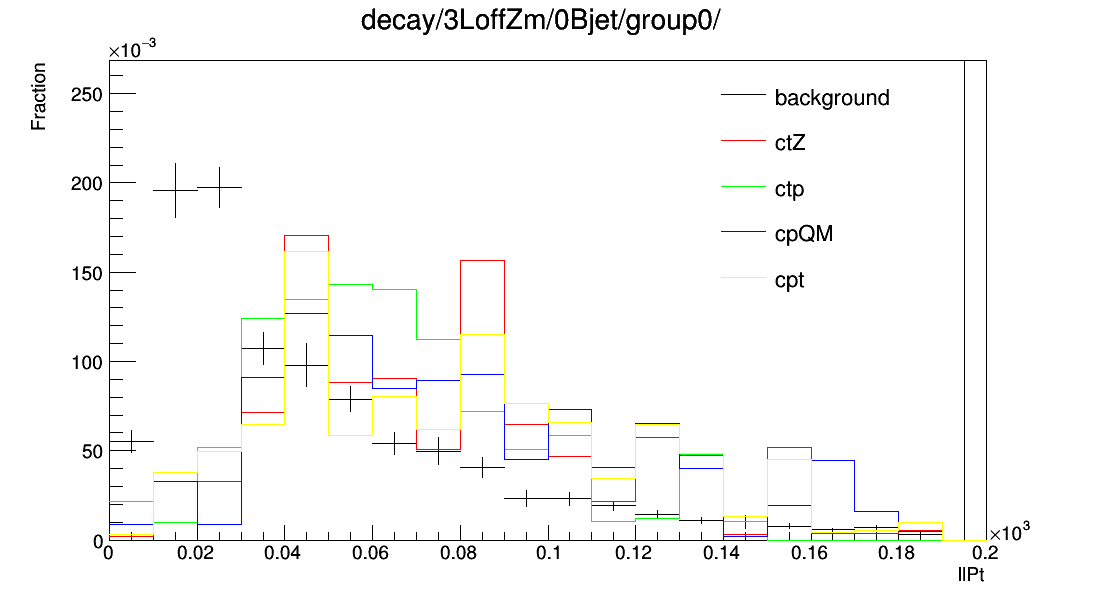 decay/3LoffZm/0Bjet/group0/
×10⁻³
Fraction
250
200
150
100
50
0
background
ctZ
ctp
cpQM
cpt
0 0.02 0.04 0.06 0.08 0.1 0.12 0.14 0.16 0.18 0.2
×10³
llPt